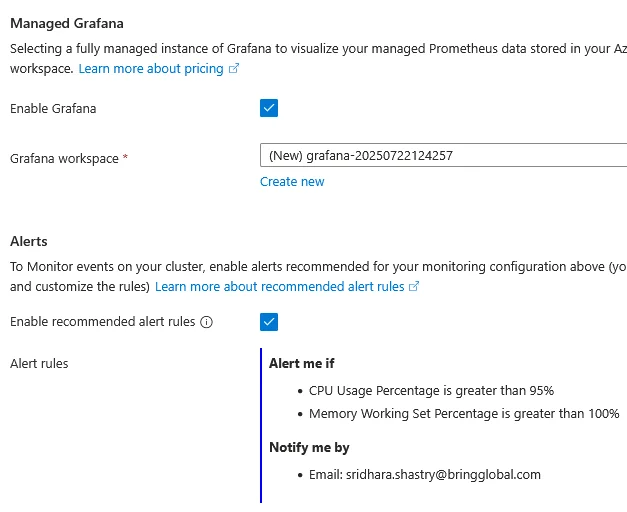 Managed Grafana
Selecting a fully managed instance of Grafana to visualize your managed Prometheus data stored in your Az
workspace. Learn more about pricing
Enable Grafana
Grafana workspace *
(New) grafana-20250722124257
Create new
Alerts
To Monitor events on your cluster, enable alerts recommended for your monitoring configuration above (yo
and customize the rules) Learn more about recommended alert rules
Enable recommended alert rules
Alert rules
Alert me if
• CPU Usage Percentage is greater than 95%
• Memory Working Set Percentage is greater than 100%
Notify me by
• Email: sridhara.shastry@bringglobal.com